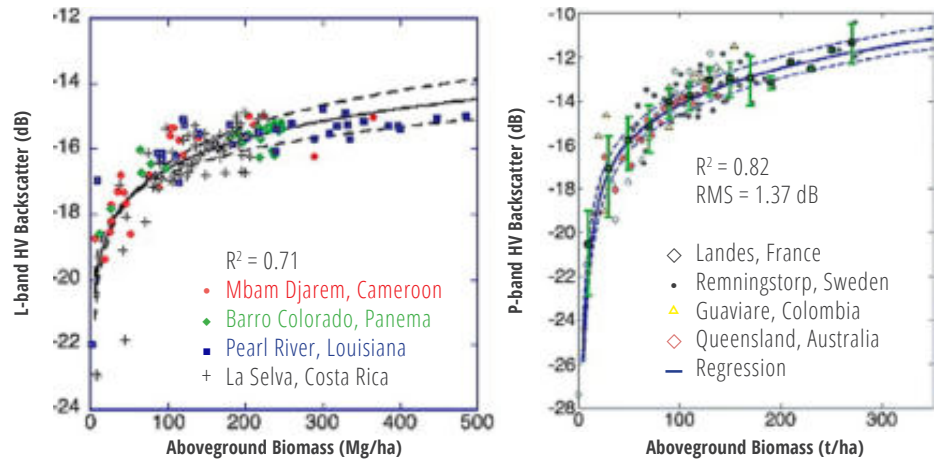 L-band HV Backscatter (dB)
-12
-14
-16
-18
-20
-22
-24
R² = 0.71
Mbam Djarem, Cameroon
Barro Colorado, Panema
Pearl River, Louisiana
La Selva, Costa Rica
0 100 200 300 400 500
Aboveground Biomass (Mg/ha)
P-band HV Backscatter (dB)
-10
-12
-14
-16
-18
-20
-22
-24
-26
-28
R² = 0.82
RMS = 1.37 dB
Landes, France
Remningstorp, Sweden
Guaviare, Colombia
Queensland, Australia
Regression
0 100 200 300
Aboveground Biomass (t/ha)